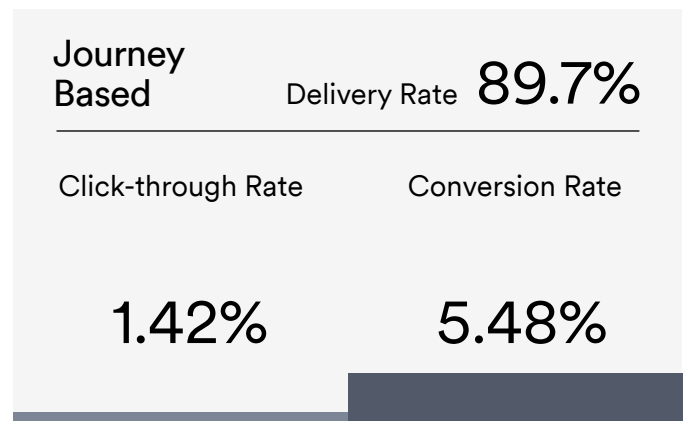 Journey
Based
Delivery Rate 89.7%
Click-through Rate
Conversion Rate
1.42%
5.48%